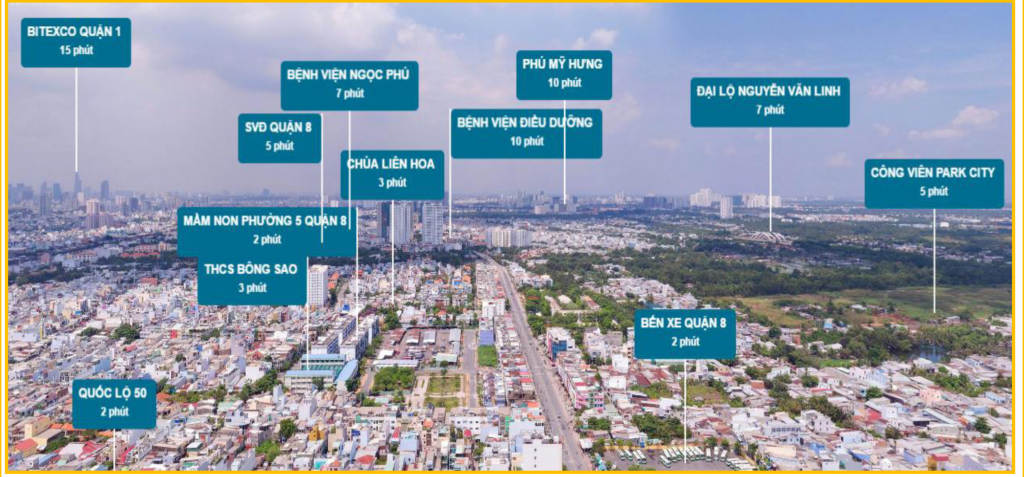 BITEXCO QUẬN 1
15 phút
BỆNH VIỆN NGỌC PHÚ
7 phút
PHÚ MỸ HƯNG
10 phút
ĐẠI LỘ NGUYỄN VĂN LINH
7 phút
SVĐ QUẬN 8
5 phút
BỆNH VIỆN ĐIỀU DƯỠNG
10 phút
CHÙA LIÊN HOA
3 phút
CÔNG VIÊN PARK CITY
5 phút
MẦM NON PHƯỜNG 5 QUẬN 8
2 phút
THCS BÔNG SAO
3 phút
BẾN XE QUẬN 8
2 phút
QUỐC LỘ 50
2 phút